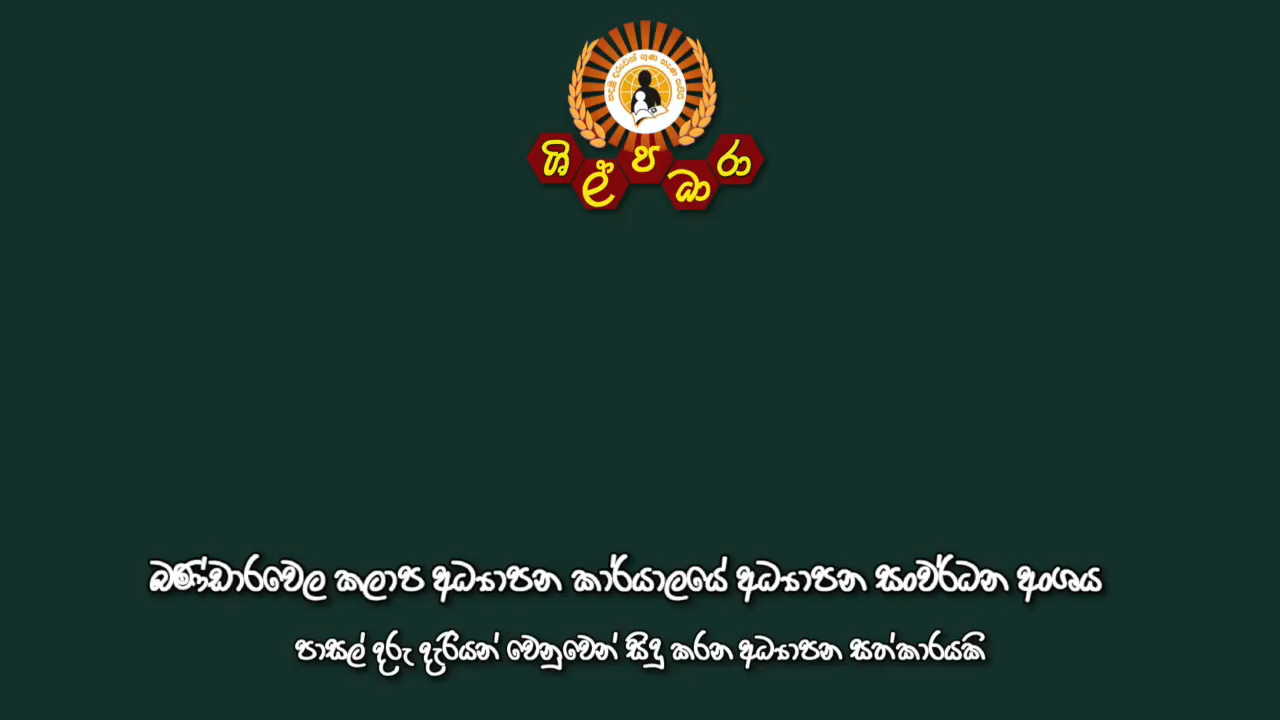 ශිල්ප ධාරා
බණ්ඩාරවෙල කලාප අධ්‍යාපන කාර්යාලයේ අධ්‍යාපන සංවර්ධන අංශය
පාසල් දරු දැරියන් වෙනුවෙන් සිදු කරන අධ්‍යාපන සත්කාරයකි